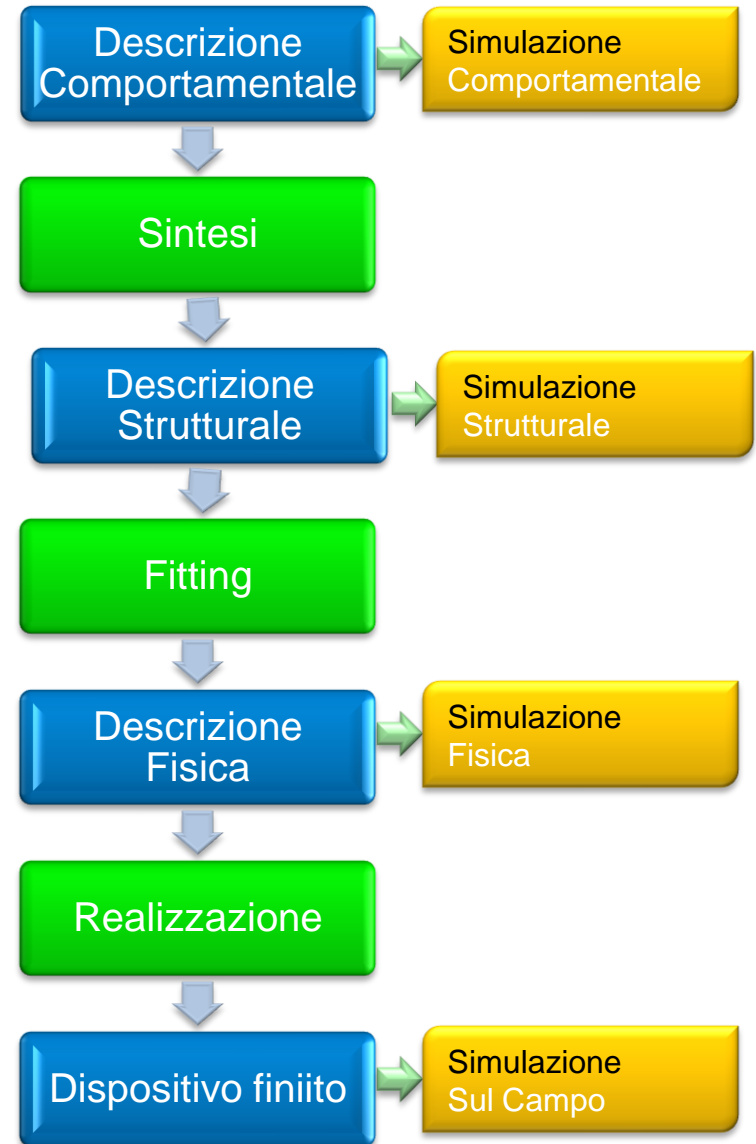 Descrizione
Comportamentale
Simulazione
Comportamentale
Sintesi
Descrizione
Strutturale
Simulazione
Strutturale
Fitting
Descrizione
Fisica
Simulazione
Fisica
Realizzazione
Dispositivo finiito
Simulazione
Sul Campo